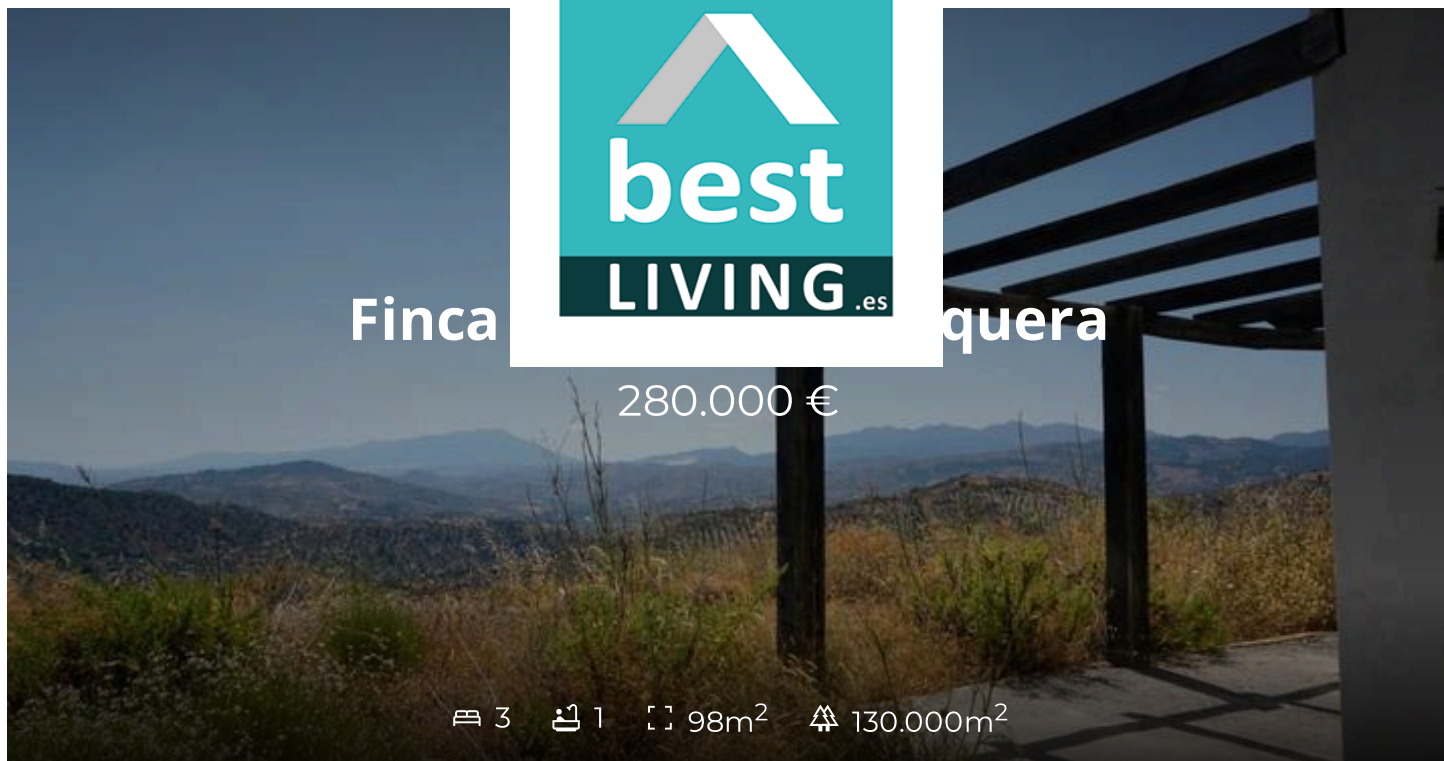 best
LIVING.es
Finca quera
280.000 €
3 1 98m² 130.000m²